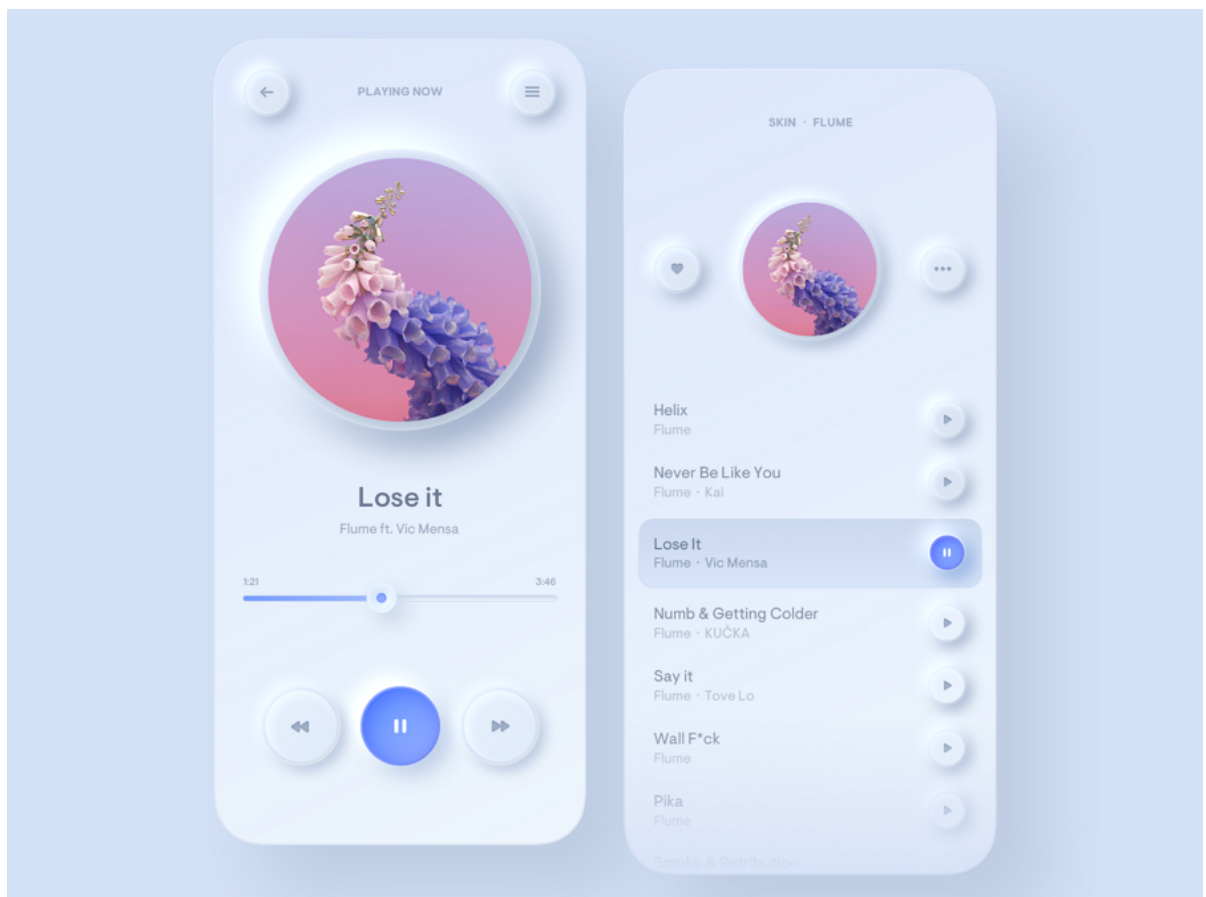 PLAYING NOW
Lose it
Flume ft. Vic Mensa
1:21
3:46
SKIN · FLUME
Helix
Flume
Never Be Like You
Flume · Kai
Lose It
Flume · Vic Mensa
Numb & Getting Colder
Flume · KUČKA
Say it
Flume · Tove Lo
Wall F*ck
Flume
Pika
Flume
Smoke & Retribution